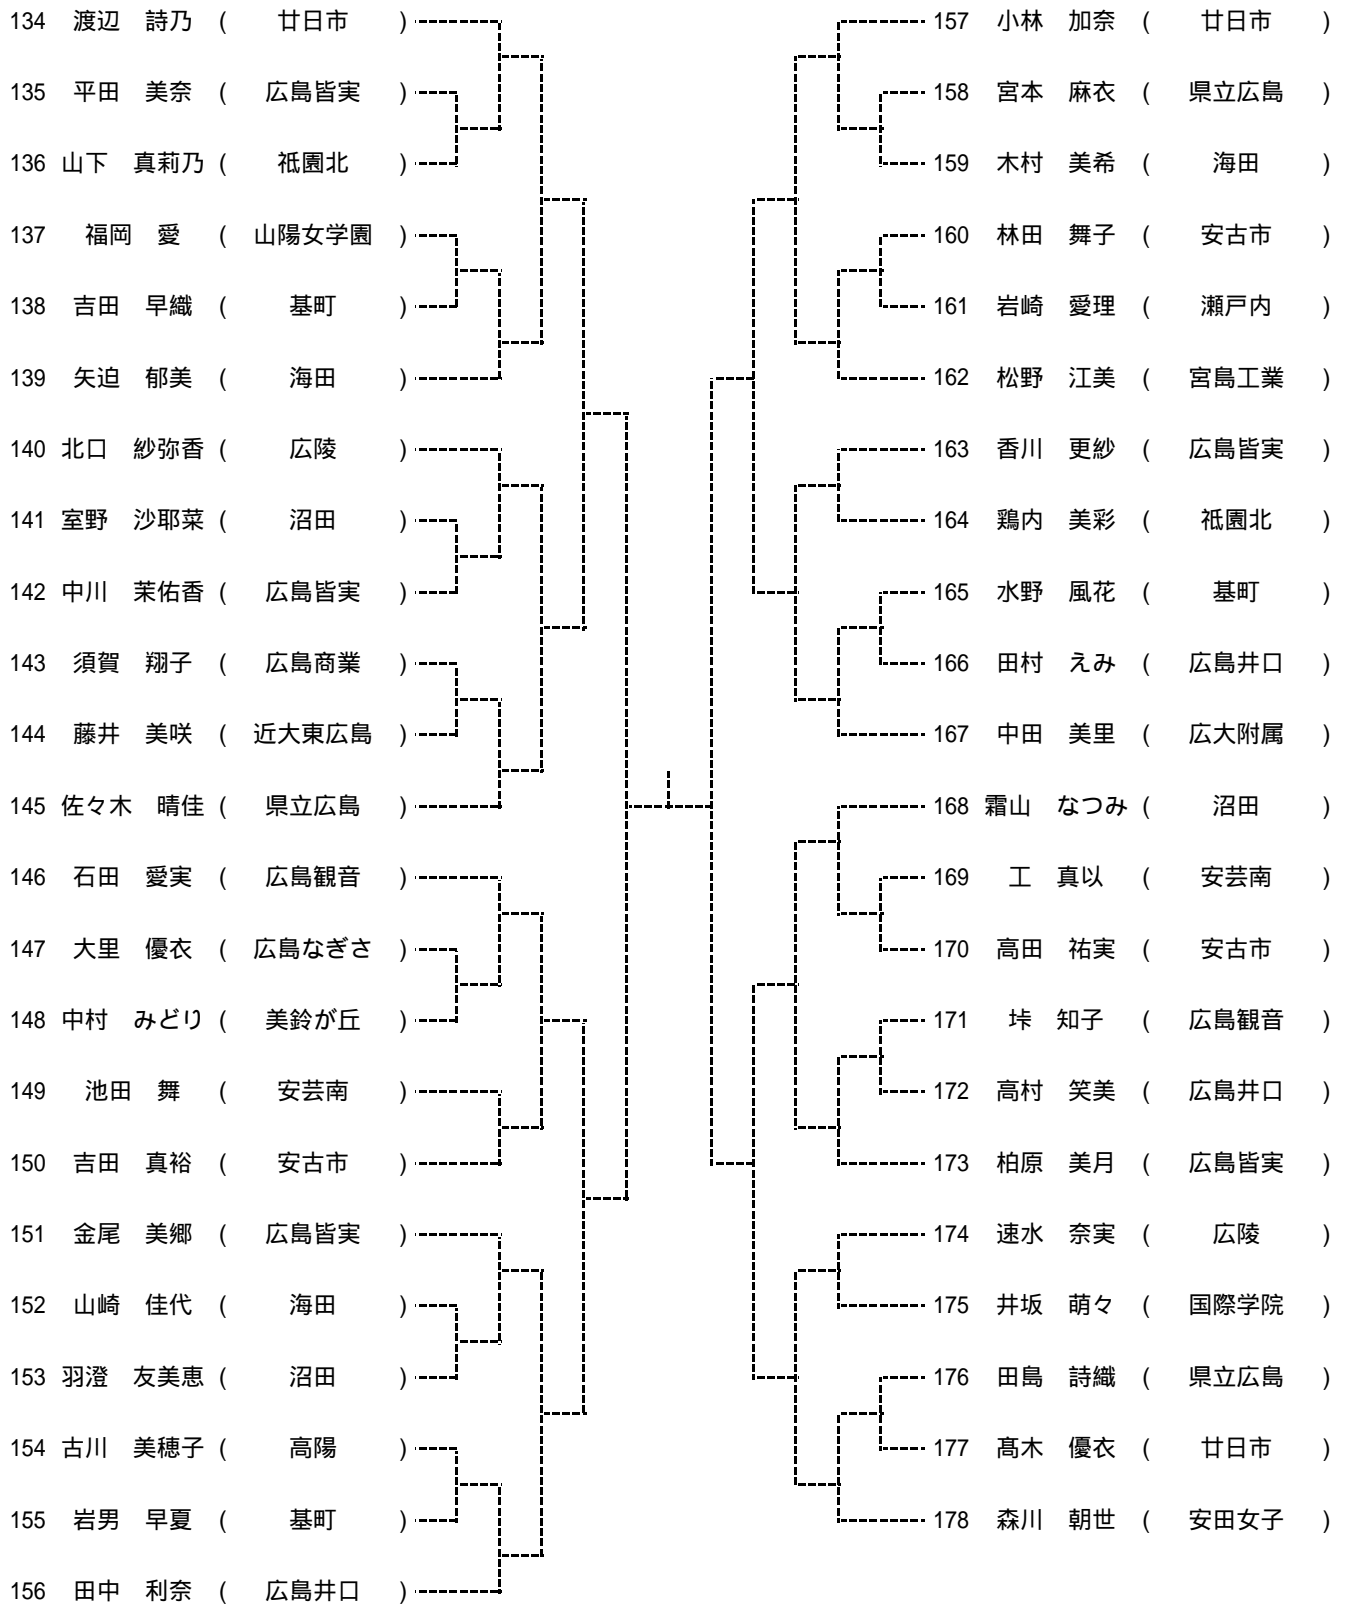 134 渡辺 詩乃 ( 廿日市 )
135 平田 美奈 ( 広島皆実 )
136 山下 真莉乃 ( 祗園北 )
137 福岡 愛 ( 山陽女学園 )
138 吉田 早織 ( 基町 )
139 矢迫 郁美 ( 海田 )
140 北口 紗弥香 ( 広陵 )
141 室野 沙耶菜 ( 沼田 )
142 中川 茉佑香 ( 広島皆実 )
143 須賀 翔子 ( 広島商業 )
144 藤井 美咲 ( 近大東広島 )
145 佐々木 晴佳 ( 県立広島 )
146 石田 愛実 ( 広島観音 )
147 大里 優衣 ( 広島なぎさ )
148 中村 みどり ( 美鈴が丘 )
149 池田 舞 ( 安芸南 )
150 吉田 真裕 ( 安古市 )
151 金尾 美郷 ( 広島皆実 )
152 山崎 佳代 ( 海田 )
153 羽澄 友美恵 ( 沼田 )
154 古川 美穂子 ( 高陽 )
155 岩男 早夏 ( 基町 )
156 田中 利奈 ( 広島井口 )
157 小林 加奈 ( 廿日市 )
158 宮本 麻衣 ( 県立広島 )
159 木村 美希 ( 海田 )
160 林田 舞子 ( 安古市 )
161 岩崎 愛理 ( 瀬戸内 )
162 松野 江美 ( 宮島工業 )
163 香川 更紗 ( 広島皆実 )
164 鶏内 美彩 ( 祗園北 )
165 水野 風花 ( 基町 )
166 田村 えみ ( 広島井口 )
167 中田 美里 ( 広大附属 )
168 霜山 なつみ ( 沼田 )
169 工 真以 ( 安芸南 )
170 高田 祐実 ( 安古市 )
171 垰 知子 ( 広島観音 )
172 高村 笑美 ( 広島井口 )
173 柏原 美月 ( 広島皆実 )
174 速水 奈実 ( 広陵 )
175 井坂 萌々 ( 国際学院 )
176 田島 詩織 ( 県立広島 )
177 髙木 優衣 ( 廿日市 )
178 森川 朝世 ( 安田女子 )